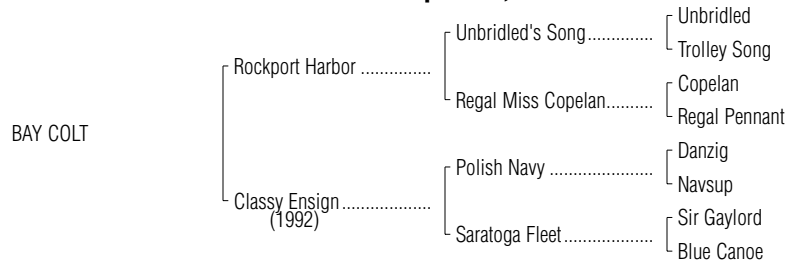 Unbridled
Unbridled's Song..............
Trolley Song
Rockport Harbor ...............
Copelan
Regal Miss Copelan..........
Regal Pennant
BAY COLT
Danzig
Polish Navy ......................
Navsup
Classy Ensign...................
(1992)
Sir Gaylord
Saratoga Fleet...................
Blue Canoe